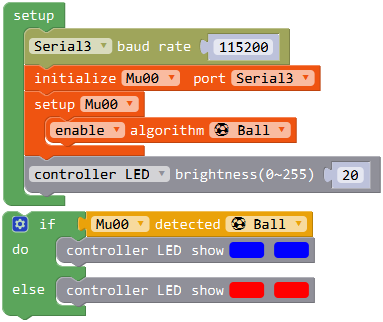 setup
Serial3 baud rate 115200
initialize Mu00 port Serial3
setup Mu00
enable algorithm Ball
controller LED brightness(0~255) 20
if Mu00 detected Ball
do controller LED show
else controller LED show